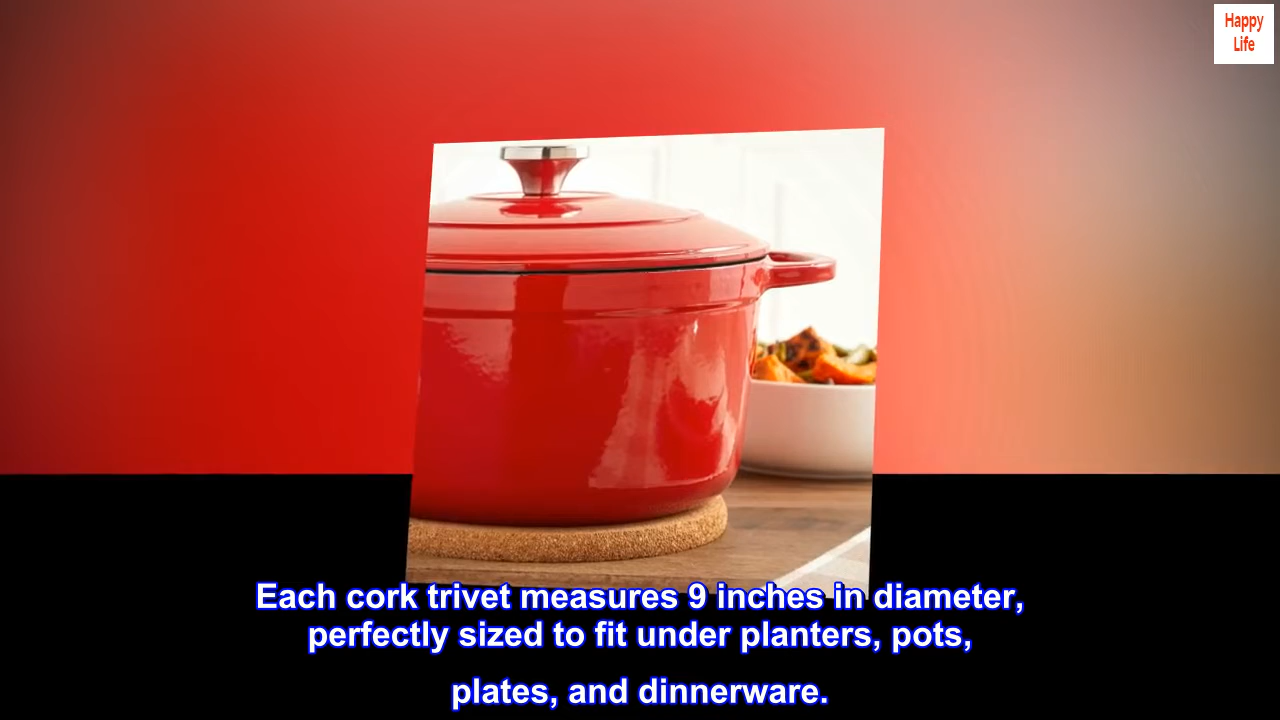 Happy
Life
Each cork trivet measures 9 inches in diameter,
perfectly sized to fit under planters, pots,
plates, and dinnerware.